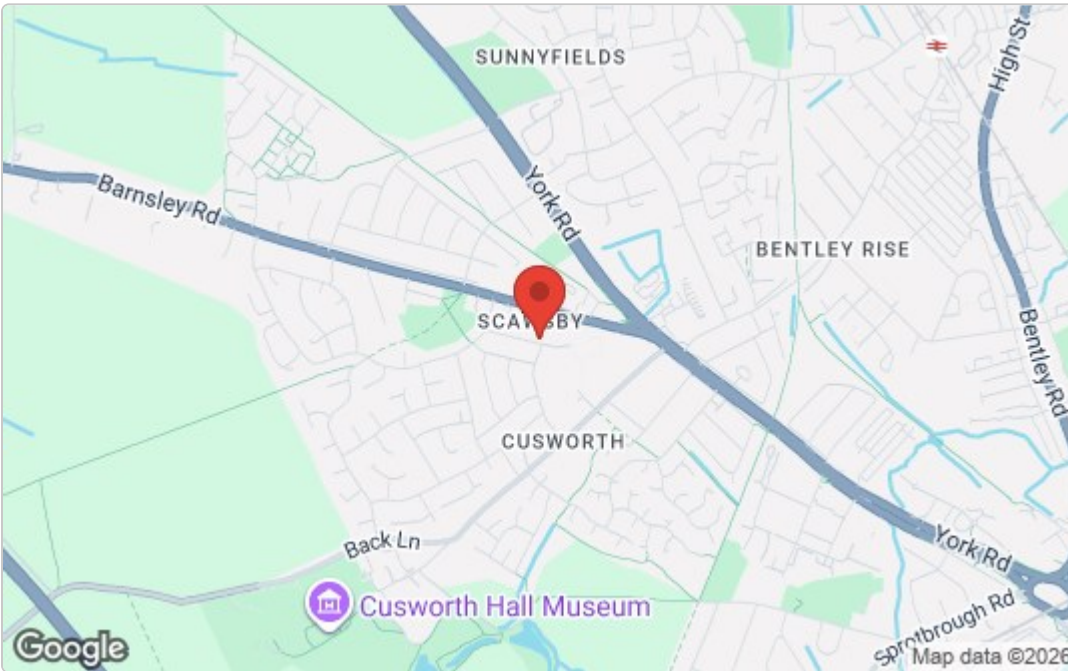 SUNNYFIELDS
High St
Barnsley Rd
York Rd
BENTLEY RISE
SCAWSBY
Bentley Rd
CUSWORTH
York Rd
Back Ln
Cusworth Hall Museum
Sprotbrough Rd
Google
Map data ©2026